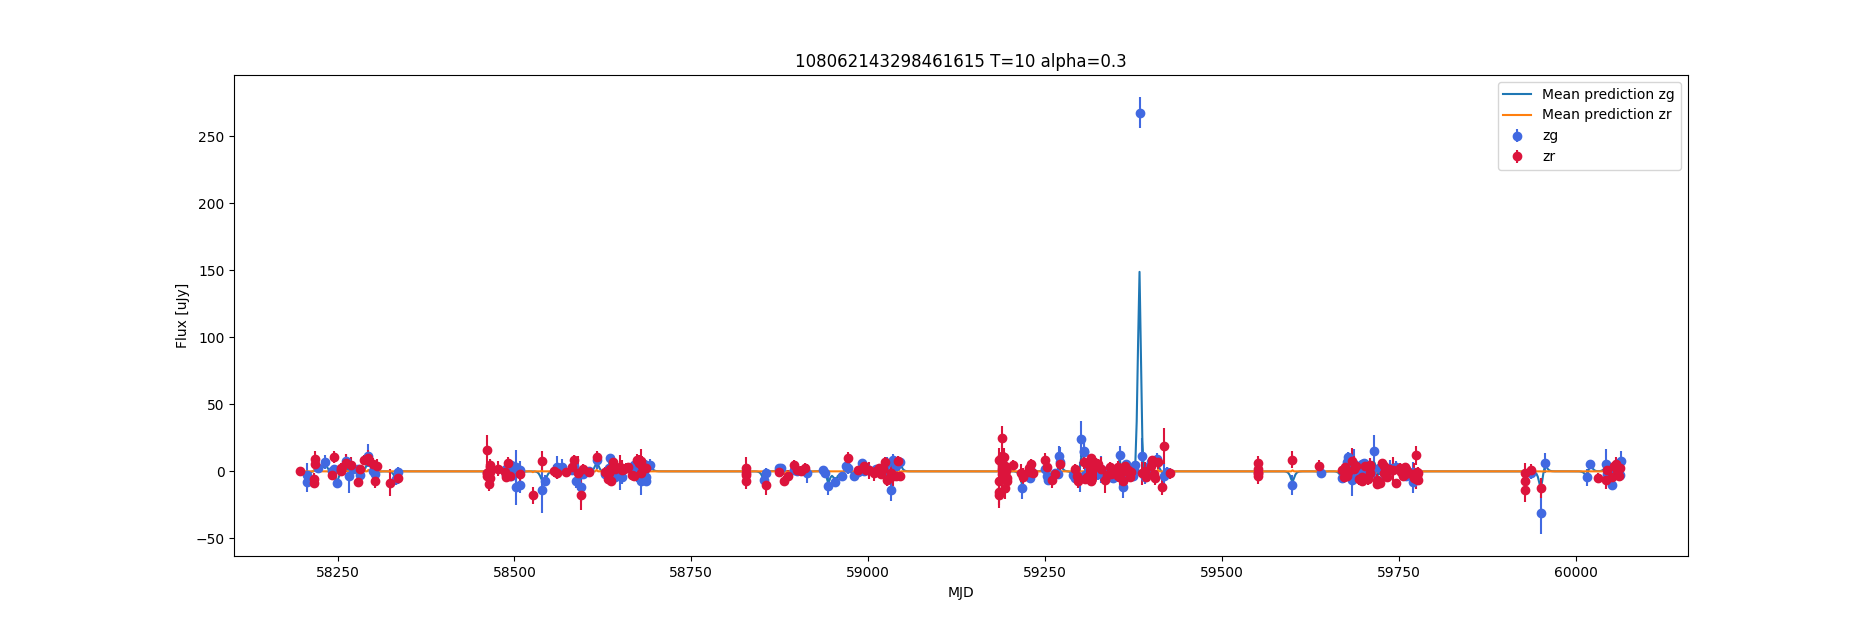 108062143298461615 T=10 alpha=0.3
Mean prediction zg
Mean prediction zr
zg
zr
Flux [uJy]
250
200
150
100
50
0
−50
58250 58500 58750 59000 59250 59500 59750 60000
MJD